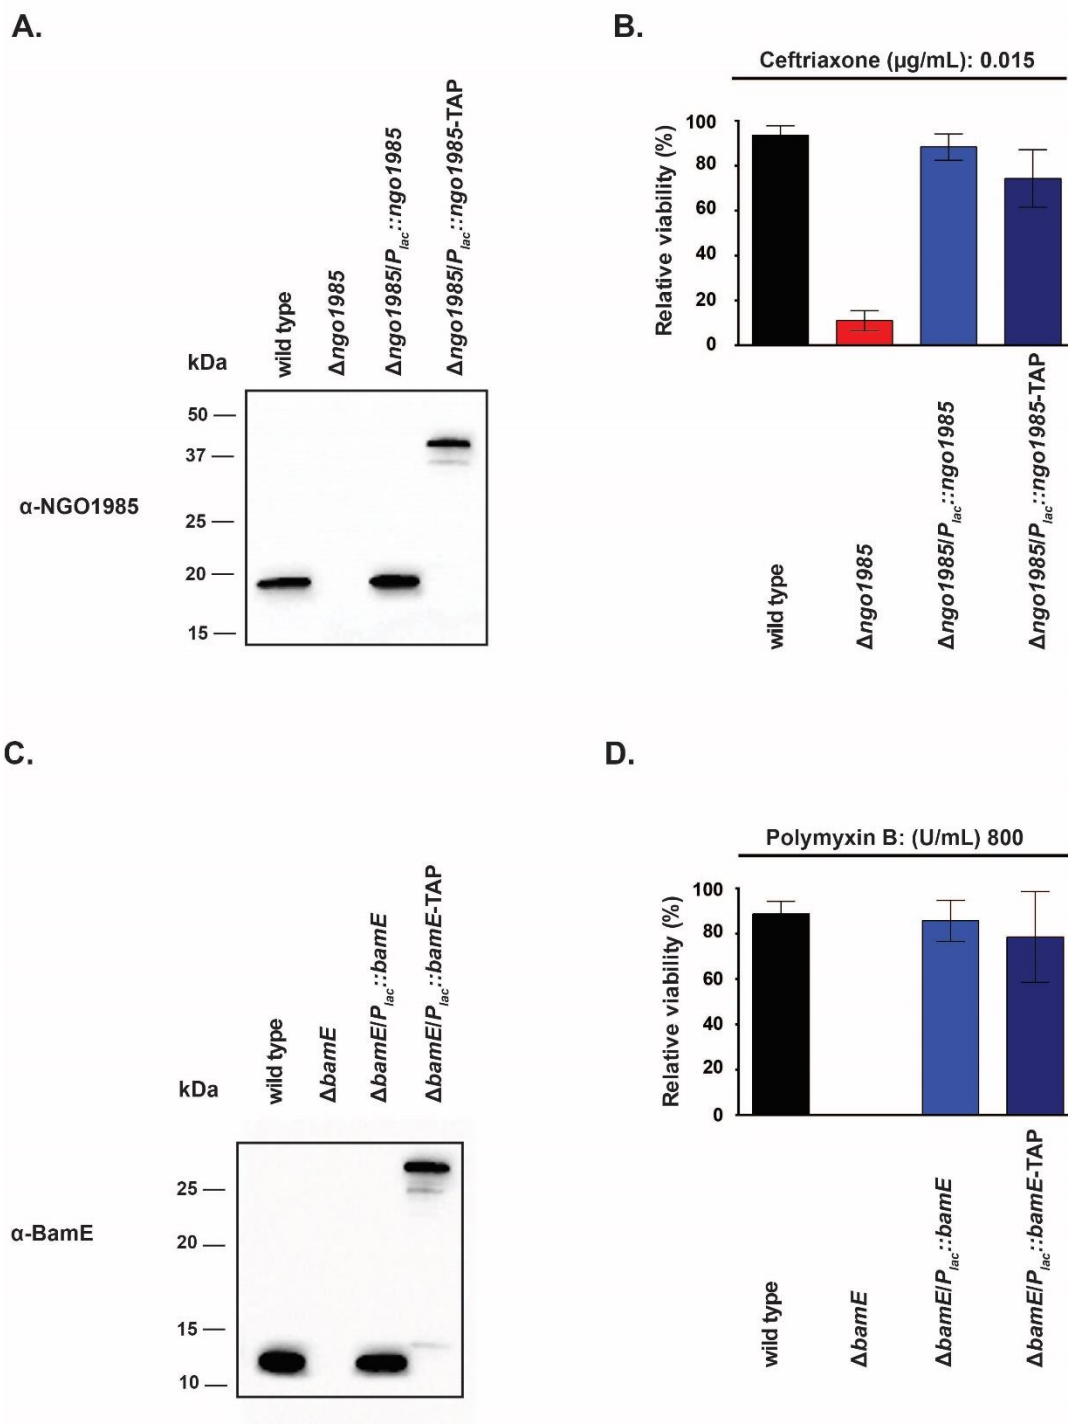 A.
kDa
wild type
Δngo1985
Δngo1985/Plac::ngo1985
Δngo1985/Plac::ngo1985-TAP
50
37
25
20
15
α-NGO1985
B.
Ceftriaxone (µg/mL): 0.015
Relative viability (%)
100
80
60
40
20
0
wild type
Δngo1985
Δngo1985/Plac::ngo1985
Δngo1985/Plac::ngo1985-TAP
C.
kDa
wild type
ΔbamE
ΔbamE/Plac::bamE
ΔbamE/Plac::bamE-TAP
25
20
15
10
α-BamE
D.
Polymyxin B: (U/mL) 800
Relative viability (%)
100
80
60
40
20
0
wild type
ΔbamE
ΔbamE/Plac::bamE
ΔbamE/Plac::bamE-TAP